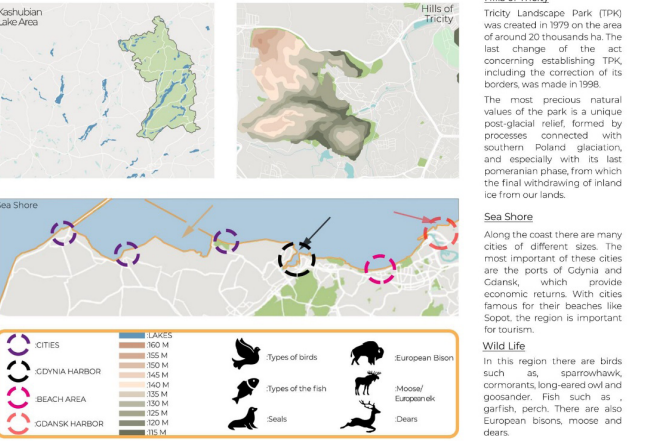 Kashubian
Lake Area
Hills of
Tricity
Hills of Tricity
Tricity Landscape Park (TPK)
was created in 1979 on the area
of around 20 thousands ha. The
last change of the act
concerning establishing TPK,
including the correction of its
borders, was made in 1998.
The most precious natural
values of the park is a unique
post-glacial relief, formed by
processes connected with
southern Poland glaciation,
and especially with its last
pomeranian phase, from which
the final withdrawing of inland
ice from our lands.
Sea Shore
Sea Shore
Along the coast there are many
cities of different sizes. The
most important of these cities
are the ports of Gdynia and
Gdansk, which provide
economic returns. With cities
famous for their beaches like
Sopot, the region is important
for tourism.
Wild Life
In this region there are birds
such as, sparrowhawk,
cormorants, long-eared owl and
goosander. Fish such as ,
garfish, perch. There are also
European bisons, moose and
dears.
:CITIES
:GDYNIA HARBOR
:BEACH AREA
:GDANSK HARBOR
:LAKES
:160 M
:155 M
:150 M
:145 M
:140 M
:135 M
:130 M
:125 M
:120 M
:115 M
:Types of birds
:Types of the fish
:Seals
:European Bison
:Moose/
European elk
:Dears